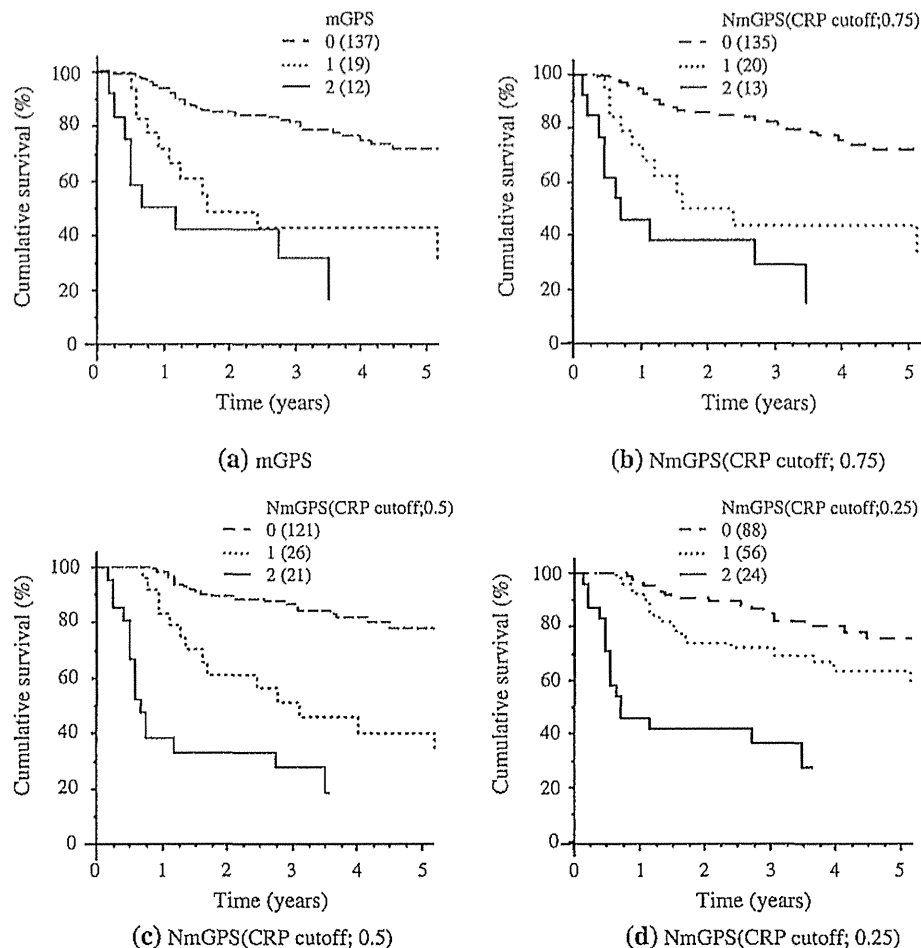 mGPS
0 (137)
1 (19)
2 (12)
Cumulative survival (%)
100
80
60
40
20
0
0 1 2 3 4 5
Time (years)
(a) mGPS
NmGPS(CRP cutoff;0.75)
0 (135)
1 (20)
2 (13)
Cumulative survival (%)
100
80
60
40
20
0
0 1 2 3 4 5
Time (years)
(b) NmGPS(CRP cutoff; 0.75)
NmGPS(CRP cutoff;0.5)
0 (121)
1 (26)
2 (21)
Cumulative survival (%)
100
80
60
40
20
0
0 1 2 3 4 5
Time (years)
(c) NmGPS(CRP cutoff; 0.5)
NmGPS(CRP cutoff;0.25)
0 (88)
1 (56)
2 (24)
Cumulative survival (%)
100
80
60
40
20
0
0 1 2 3 4 5
Time (years)
(d) NmGPS(CRP cutoff; 0.25)